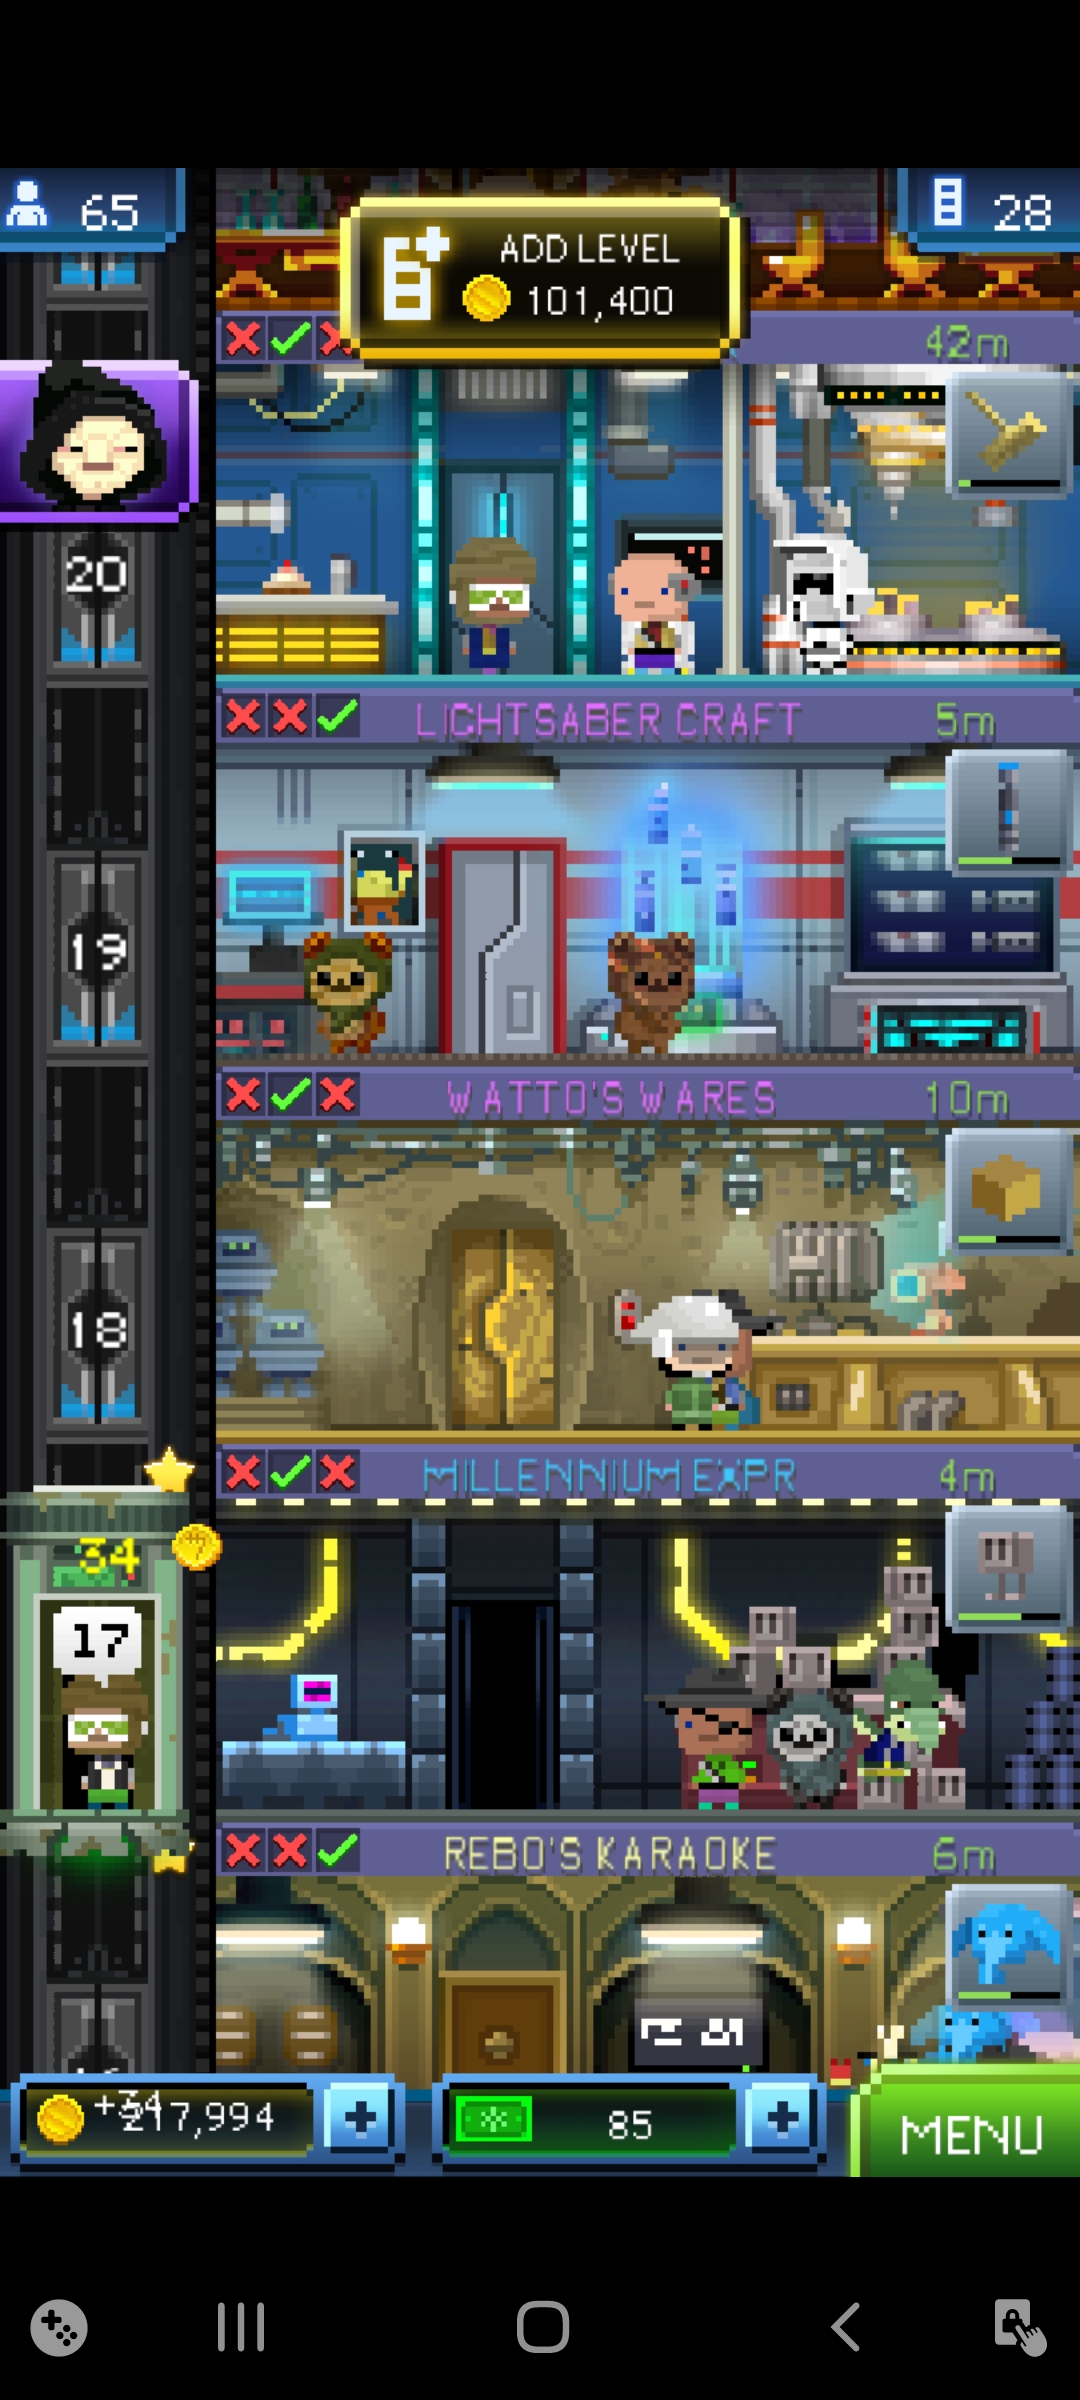 65
ADD LEVEL
101,400
28
42m
20
LIGHTSABER CRAFT
5m
19
WATTO'S WARES
10m
18
MILLENNIUM EXPR
4m
34
17
REBO'S KARAOKE
6m
+34
217,994
85
MENU